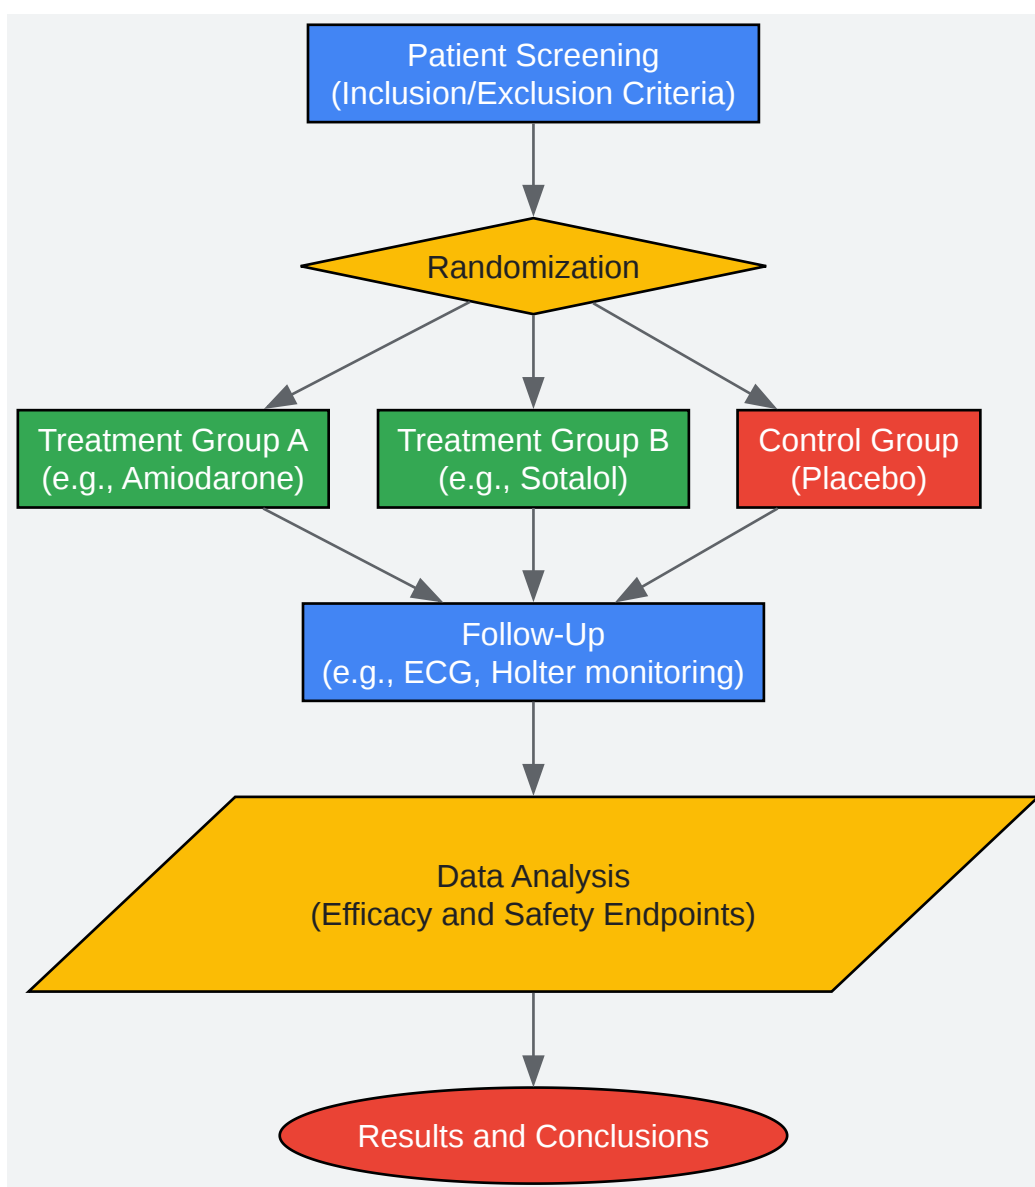 Patient Screening
(Inclusion/Exclusion Criteria)
Randomization
Treatment Group A
(e.g., Amiodarone)
Treatment Group B
(e.g., Sotalol)
Control Group
(Placebo)
Follow-Up
(e.g., ECG, Holter monitoring)
Data Analysis
(Efficacy and Safety Endpoints)
Results and Conclusions